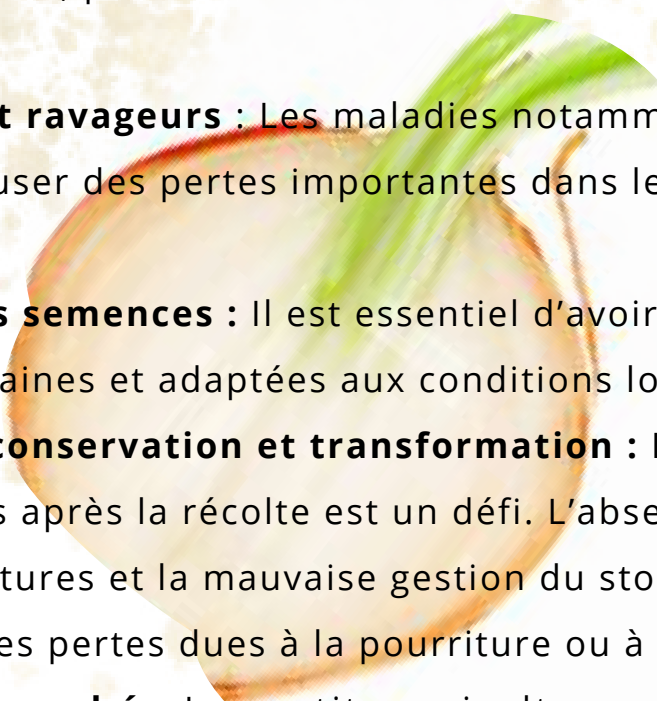 t ravageurs : Les maladies notamm
user des pertes importantes dans le
s semences : Il est essentiel d’avoir
aines et adaptées aux conditions lo
conservation et transformation :
s après la récolte est un défi. L’abse
tures et la mauvaise gestion du sto
es pertes dues à la pourriture ou à